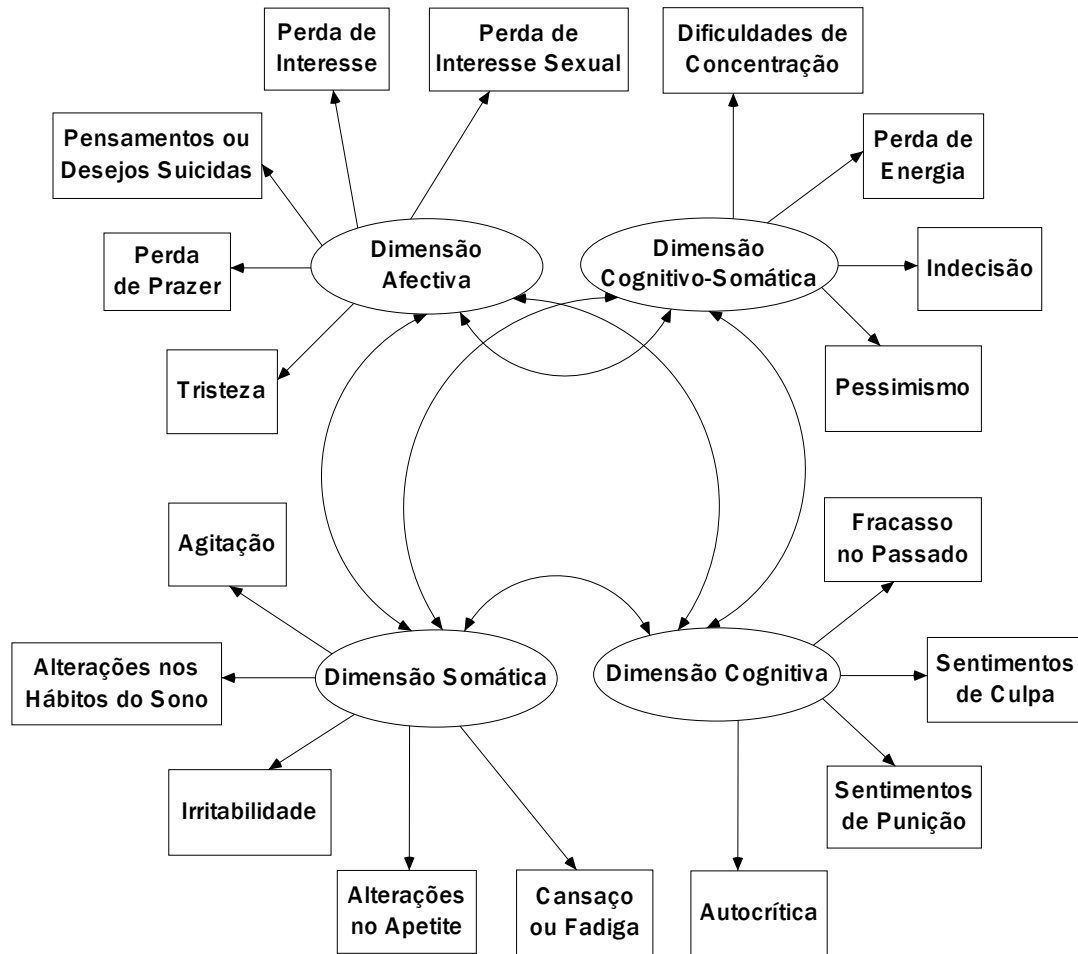 Perda de
Interesse
Perda de
Interesse Sexual
Dificuldades de
Concentração
Pensamentos ou
Desejos Suicidas
Perda de
Energia
Perda
de Prazer
Dimensão
Afectiva
Dimensão
Cognitivo-Somática
Indecisão
Tristeza
Pessimismo
Agitação
Fracasso
no Passado
Alterações nos
Hábitos do Sono
Dimensão Somática
Dimensão Cognitiva
Sentimentos
de Culpa
Irritabilidade
Sentimentos
de Punição
Alterações
no Apetite
Cansaço
ou Fadiga
Autocrítica